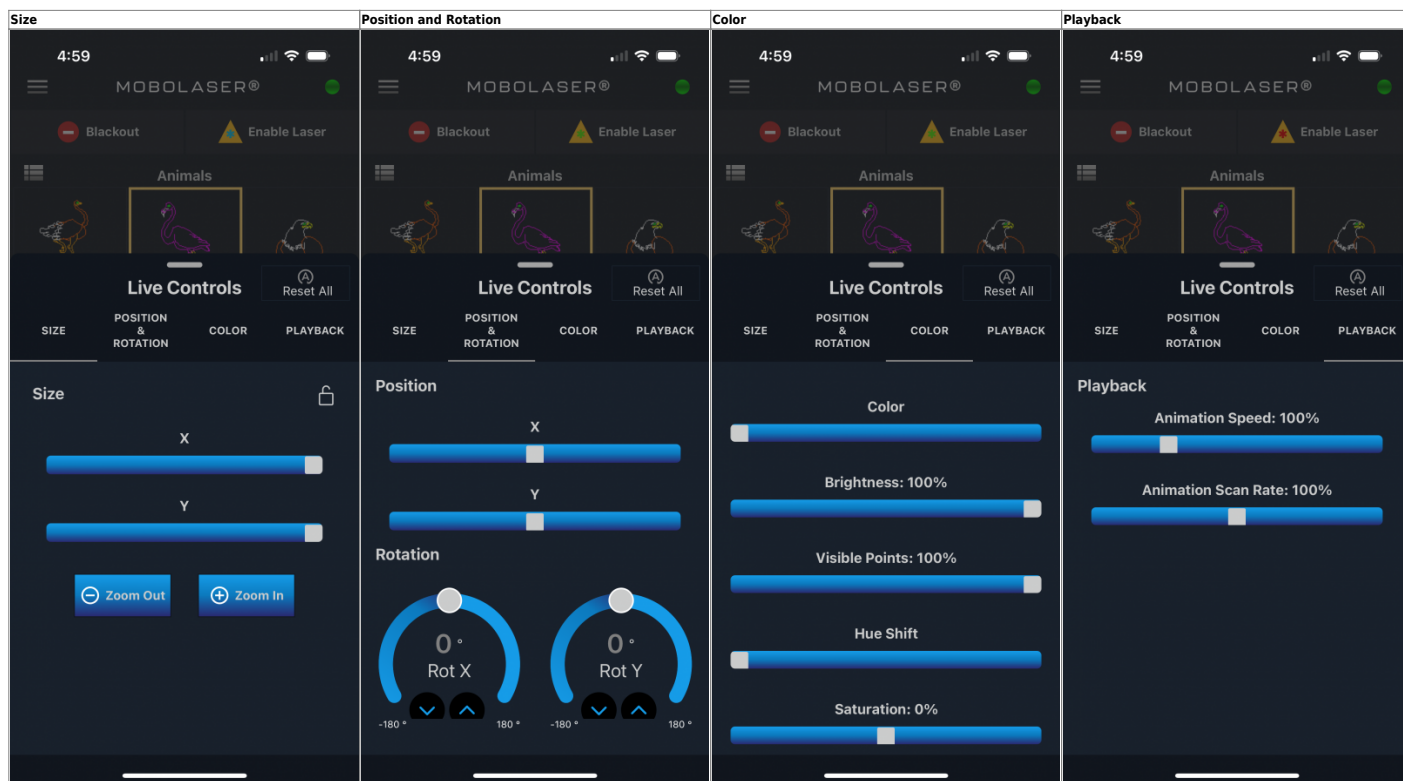 Size
Position and Rotation
Color
Playback
4:59
MOBOLASER®
Blackout
Enable Laser
Animals
Live Controls
Reset All
SIZE
POSITION
&
ROTATION
COLOR
PLAYBACK
Size
X
Y
Zoom Out
Zoom In
4:59
MOBOLASER®
Blackout
Enable Laser
Animals
Live Controls
Reset All
SIZE
POSITION
&
ROTATION
COLOR
PLAYBACK
Position
X
Y
Rotation
0 °
Rot X
-180 °
180 °
0 °
Rot Y
-180 °
180 °
4:59
MOBOLASER®
Blackout
Enable Laser
Animals
Live Controls
Reset All
SIZE
POSITION
&
ROTATION
COLOR
PLAYBACK
Color
Brightness: 100%
Visible Points: 100%
Hue Shift
Saturation: 0%
4:59
MOBOLASER®
Blackout
Enable Laser
Animals
Live Controls
Reset All
SIZE
POSITION
&
ROTATION
COLOR
PLAYBACK
Playback
Animation Speed: 100%
Animation Scan Rate: 100%